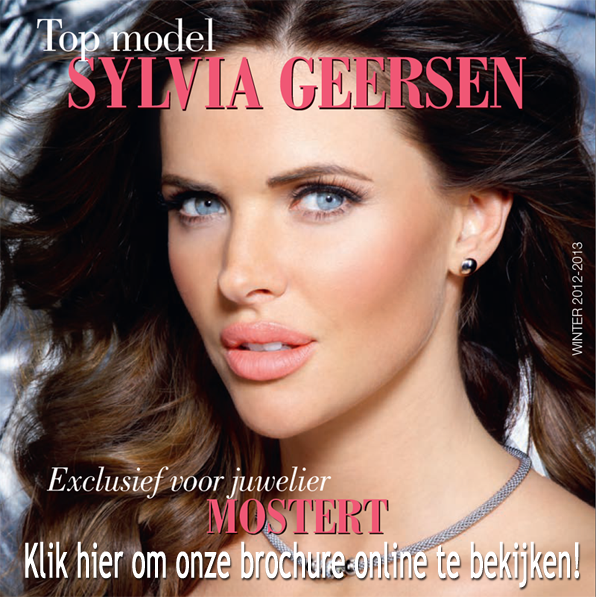 Top model
SYLVIA GEERSEN
WINTER 2012-2013
Exclusief voor juwelier
MOSTERT
Klik hier om onze brochure online te bekijken!